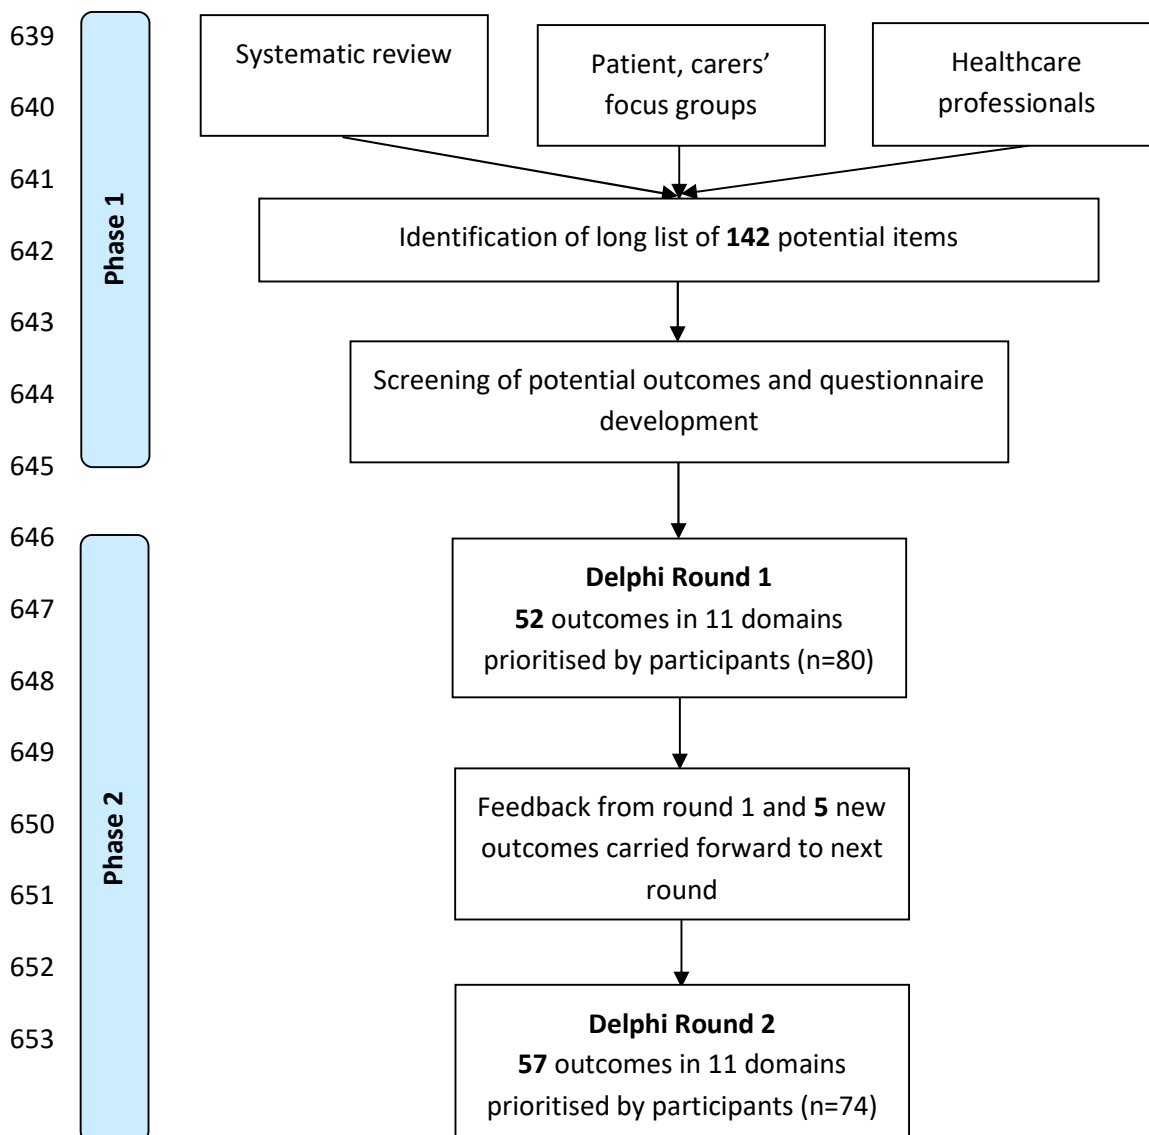 639
640
641
642
643
644
645
646
647
648
649
650
651
652
653
Phase 1
Phase 2
Systematic review
Patient, carers’
focus groups
Healthcare
professionals
Identification of long list of 142 potential items
Screening of potential outcomes and questionnaire
development
Delphi Round 1
52 outcomes in 11 domains
prioritised by participants (n=80)
Feedback from round 1 and 5 new
outcomes carried forward to next
round
Delphi Round 2
57 outcomes in 11 domains
prioritised by participants (n=74)